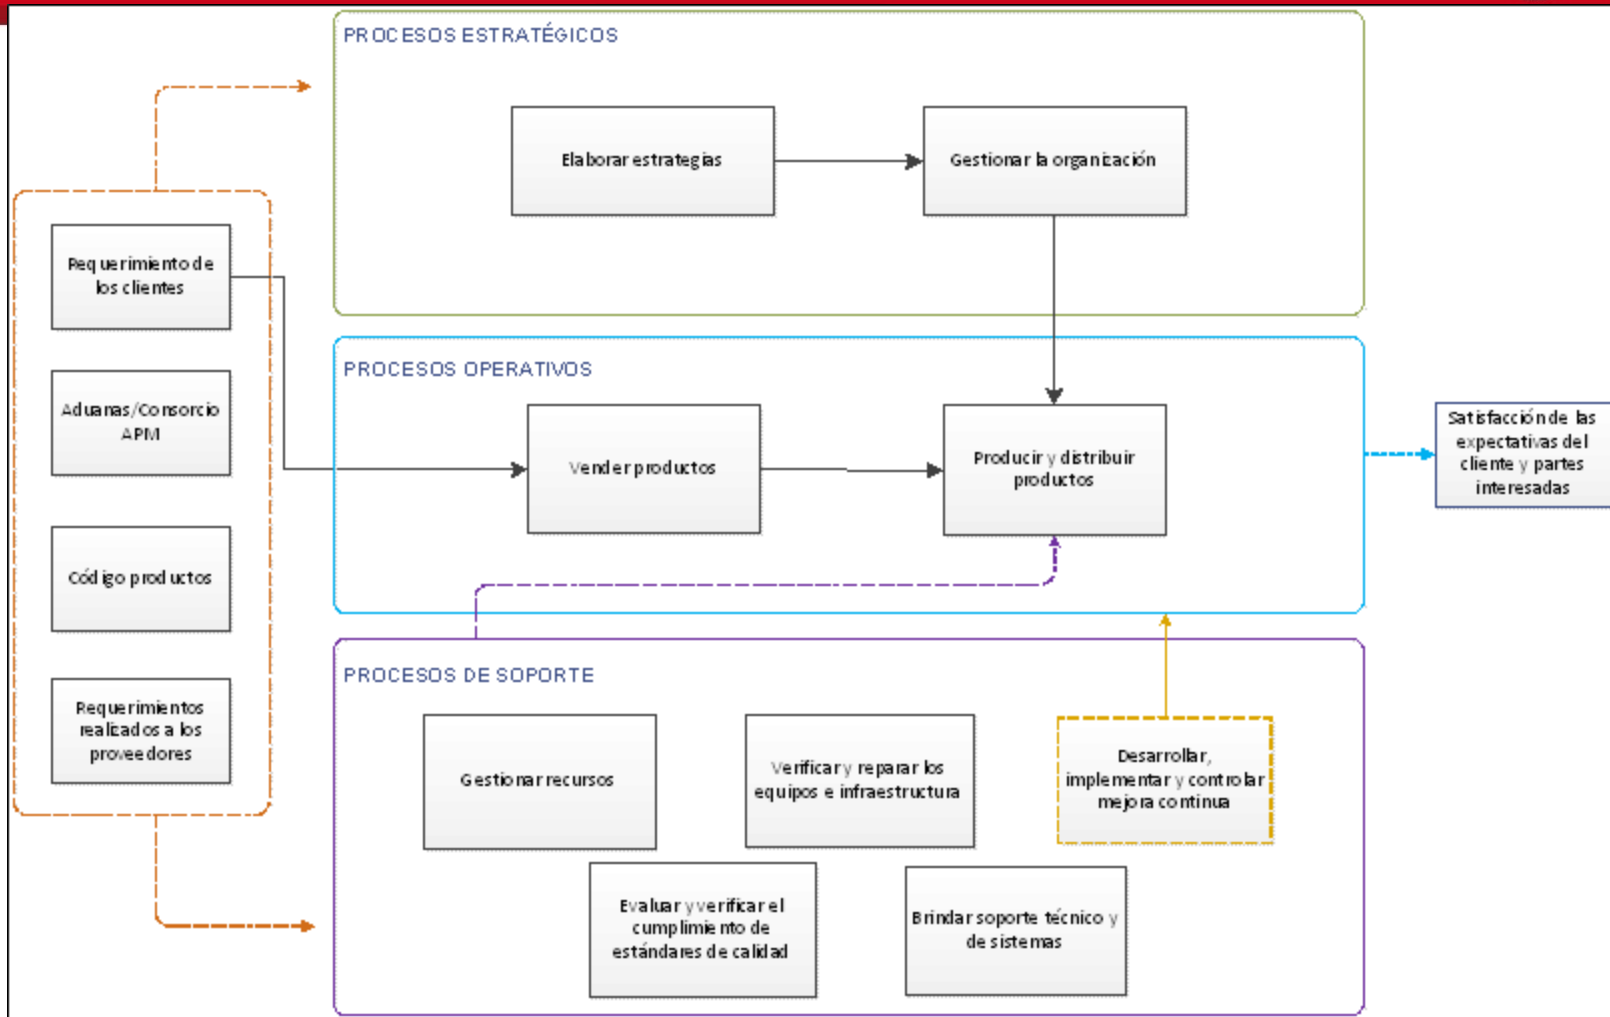 PROCESOS ESTRATÉGICOS
Elaborar estrategias
Gestionar la organización
Requerimiento de
los clientes
Aduanas/Consorcio
APM
Código productos
Requerimientos
realizados a los
proveedores
PROCESOS OPERATIVOS
Vender productos
Producir y distribuir
productos
Satisfacción de las
expectativas del
cliente y partes
interesadas
PROCESOS DE SOPORTE
Gestionar recursos
Verificar y reparar los
equipos e infraestructura
Desarrollar,
implementar y controlar
mejora continua
Evaluar y verificar el
cumplimiento de
estándares de calidad
Brindar soporte técnico y
de sistemas